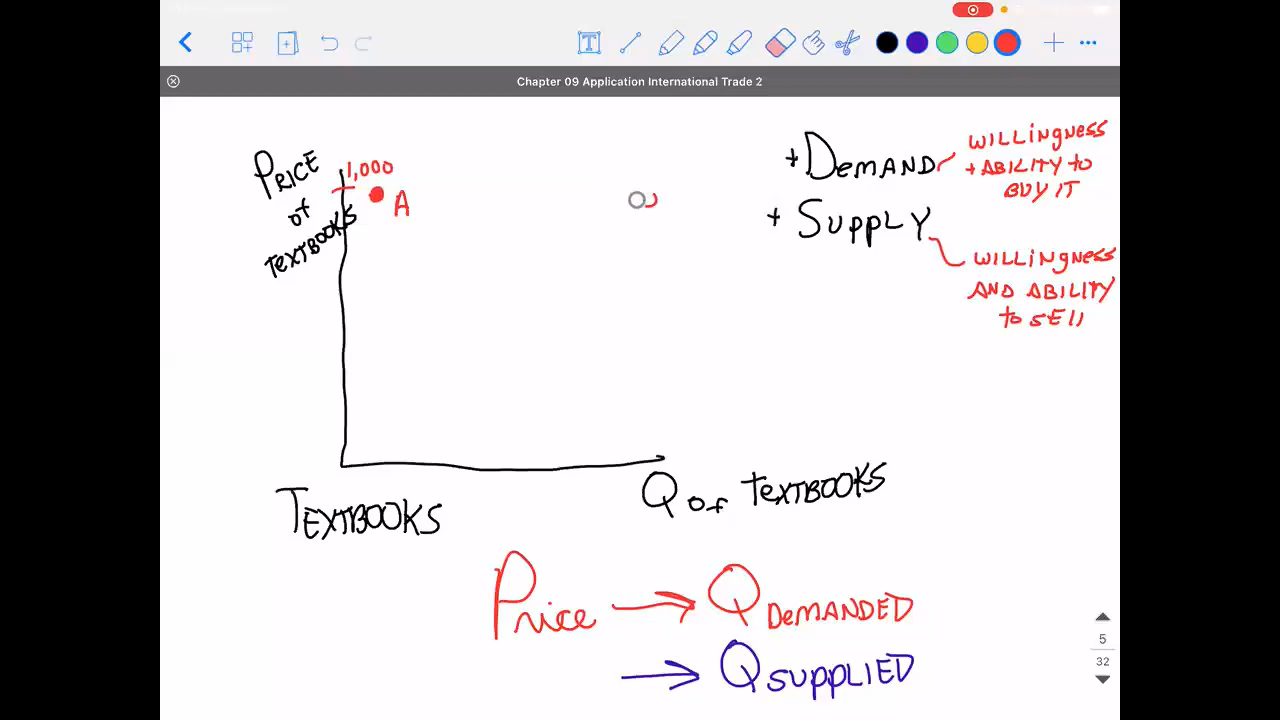 T
Chapter 09 Application International Trade 2
PRICE
of
TEXTBOOKS
1,000
A
+ DEMAND
WILLINGNESS
+ ABILITY TO
BUY IT
+ SUPPLY
WILLINGNESS
AND ABILITY
to SEll
TEXTBOOKS
Q of TEXTBOOKS
Price → Q DEMANDED
→ Q SUPPLIED
5
32